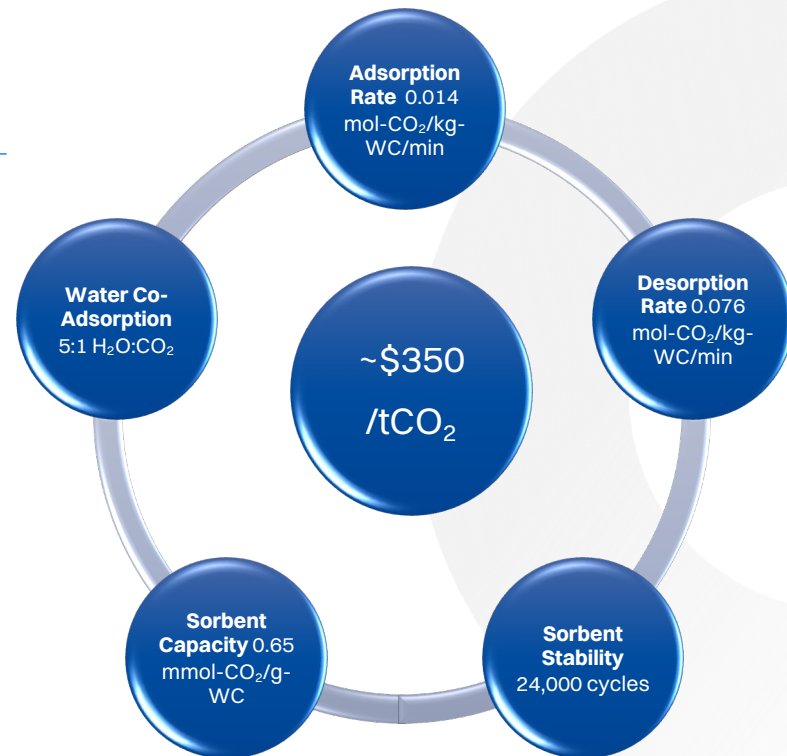 Adsorption
Rate 0.014
mol-CO₂/kg-
WC/min
Water Co-
Adsorption
5:1 H₂O:CO₂
Desorption
Rate 0.076
mol-CO₂/kg-
WC/min
~$350
/tCO₂
Sorbent
Capacity 0.65
mmol-CO₂/g-
WC
Sorbent
Stability
24,000 cycles